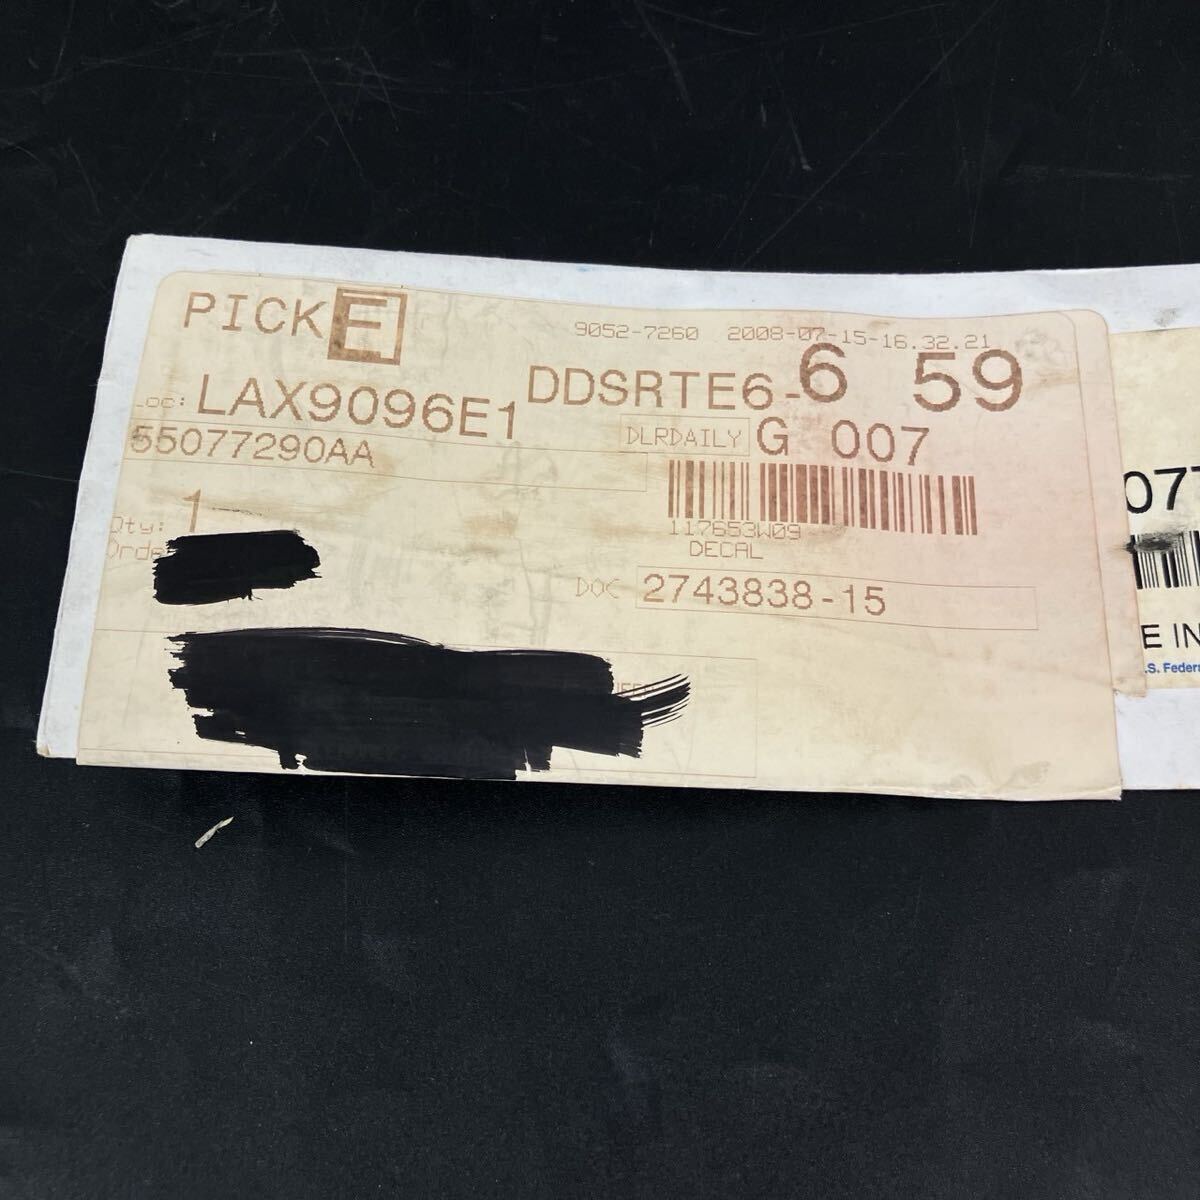 PICK E
9052-7260 2008-07-15-16.32.21
Loc: LAX9096E1 DDSRTE6-6 59
55077290AA
DLRDAILY G 007
Qty: 1
117653W09
DECAL
DOC 2743838-15
077
E IN
.S. Feder